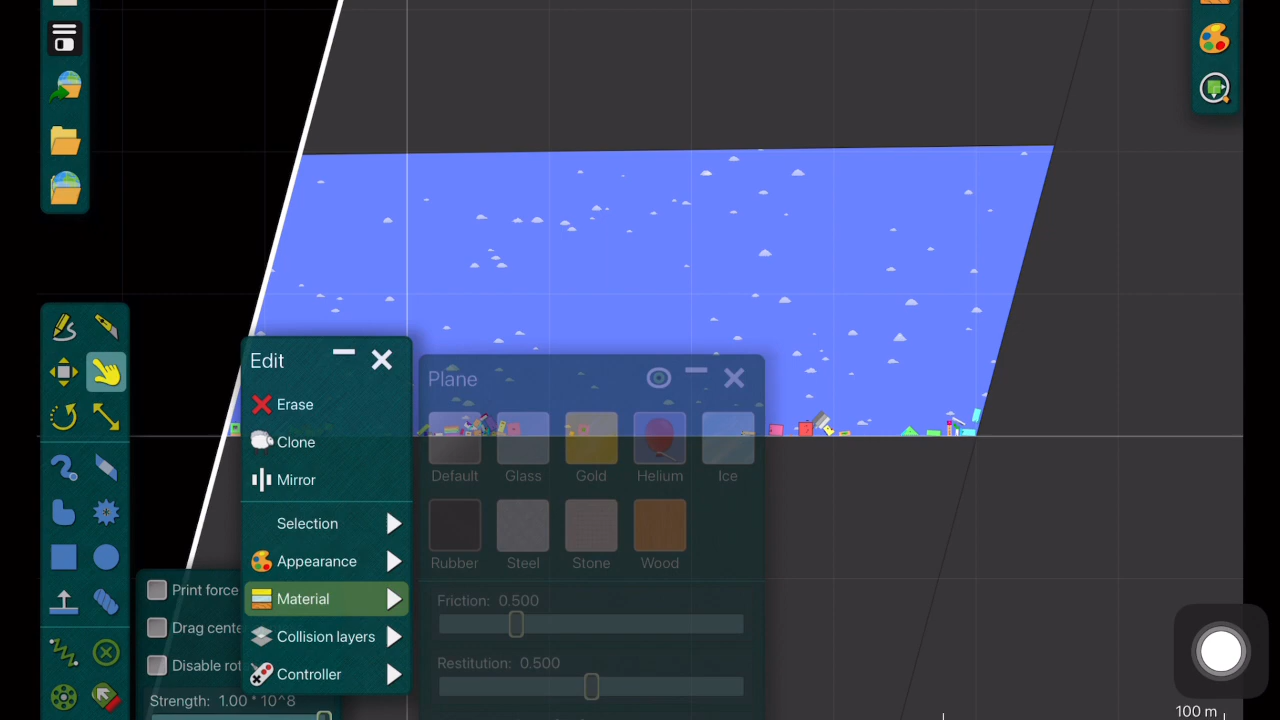 Edit
Erase
Clone
Mirror
Selection
Appearance
Material
Collision layers
Controller
Plane
Default
Glass
Gold
Helium
Ice
Rubber
Steel
Stone
Wood
Friction: 0.500
Restitution: 0.500
Print force
Drag cente
Disable rot
Strength: 1.00 * 10^8
100 m